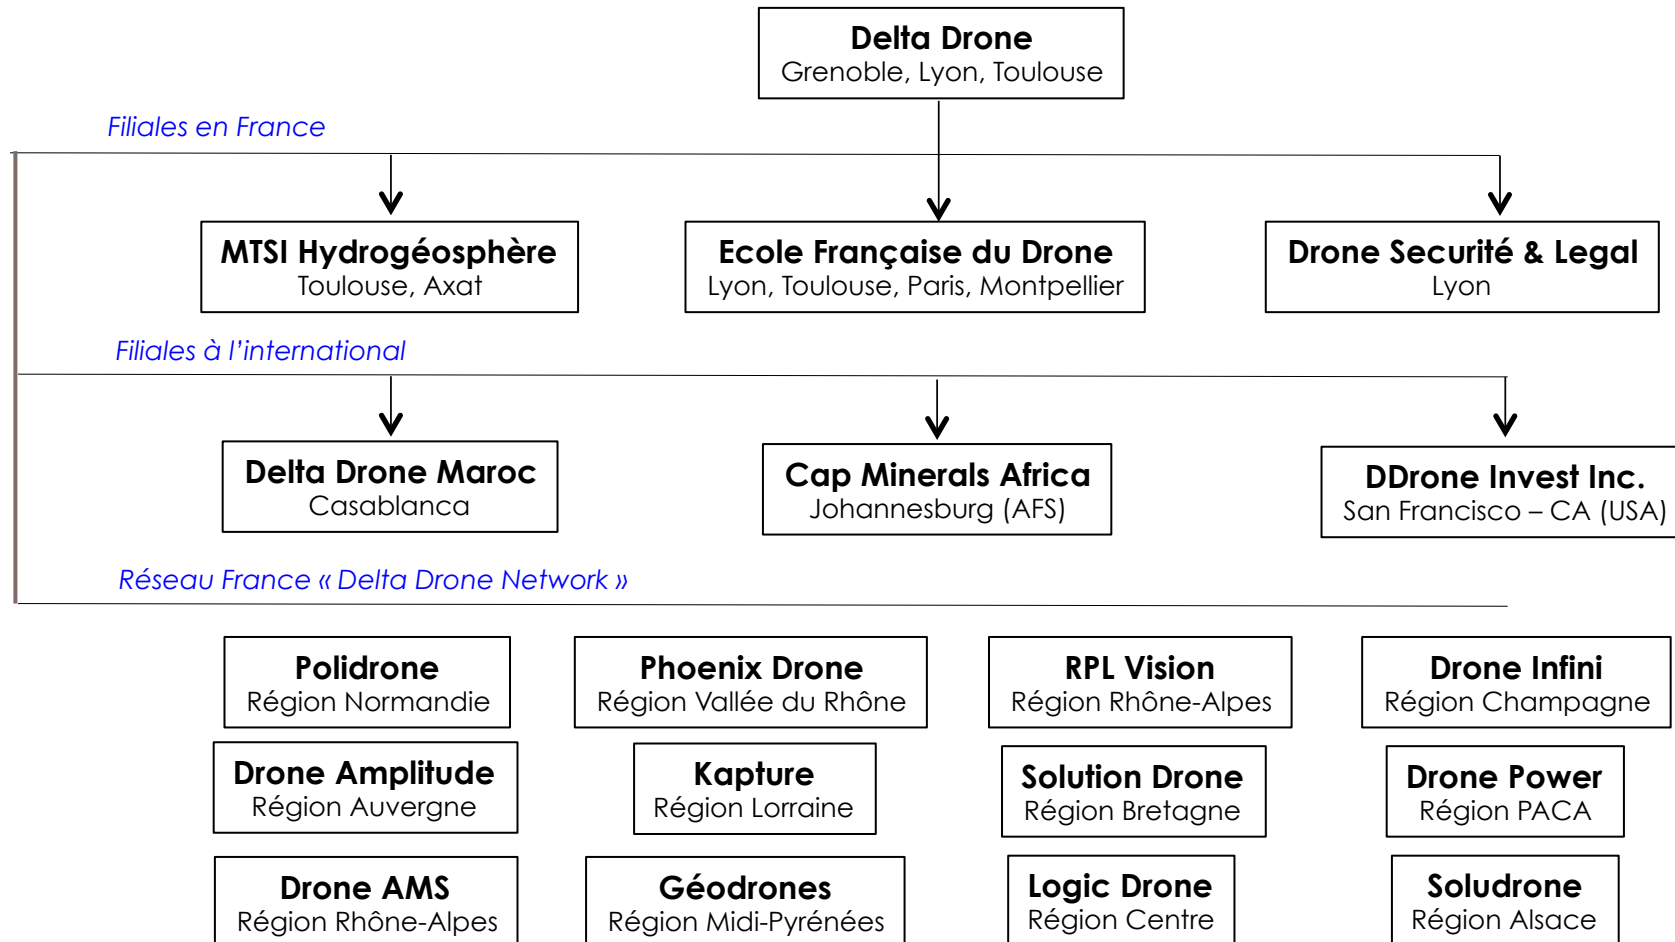 Delta Drone
Grenoble, Lyon, Toulouse
Filiales en France
MTSI Hydrogéosphère
Toulouse, Axat
Ecole Française du Drone
Lyon, Toulouse, Paris, Montpellier
Drone Securité & Legal
Lyon
Filiales à l’international
Delta Drone Maroc
Casablanca
Cap Minerals Africa
Johannesburg (AFS)
DDrone Invest Inc.
San Francisco – CA (USA)
Réseau France « Delta Drone Network »
Polidrone
Région Normandie
Phoenix Drone
Région Vallée du Rhône
RPL Vision
Région Rhône-Alpes
Drone Infini
Région Champagne
Drone Amplitude
Région Auvergne
Kapture
Région Lorraine
Solution Drone
Région Bretagne
Drone Power
Région PACA
Drone AMS
Région Rhône-Alpes
Géodrones
Région Midi-Pyrénées
Logic Drone
Région Centre
Soludrone
Région Alsace